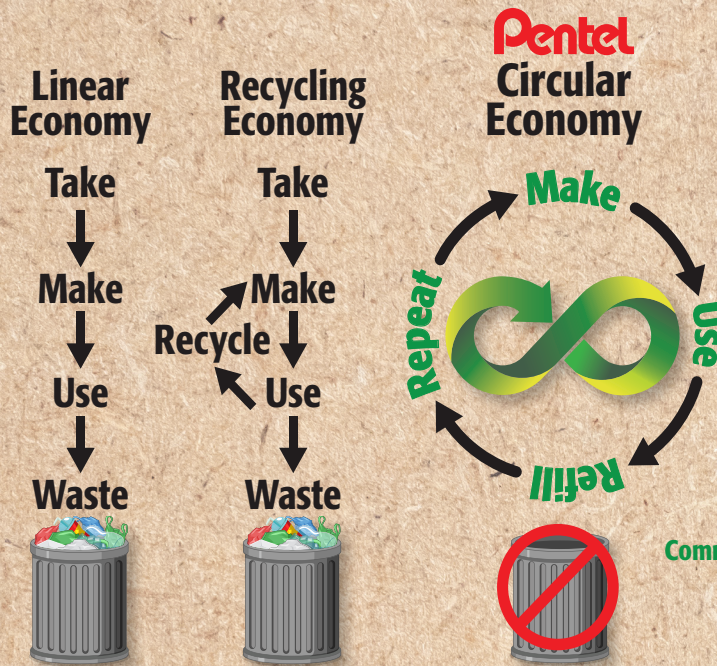 Linear
Economy
Take
Make
Use
Waste
Recycling
Economy
Take
Make
Recycle
Use
Waste
Pentel
Circular
Economy
Make
Use
Refill
Repeat